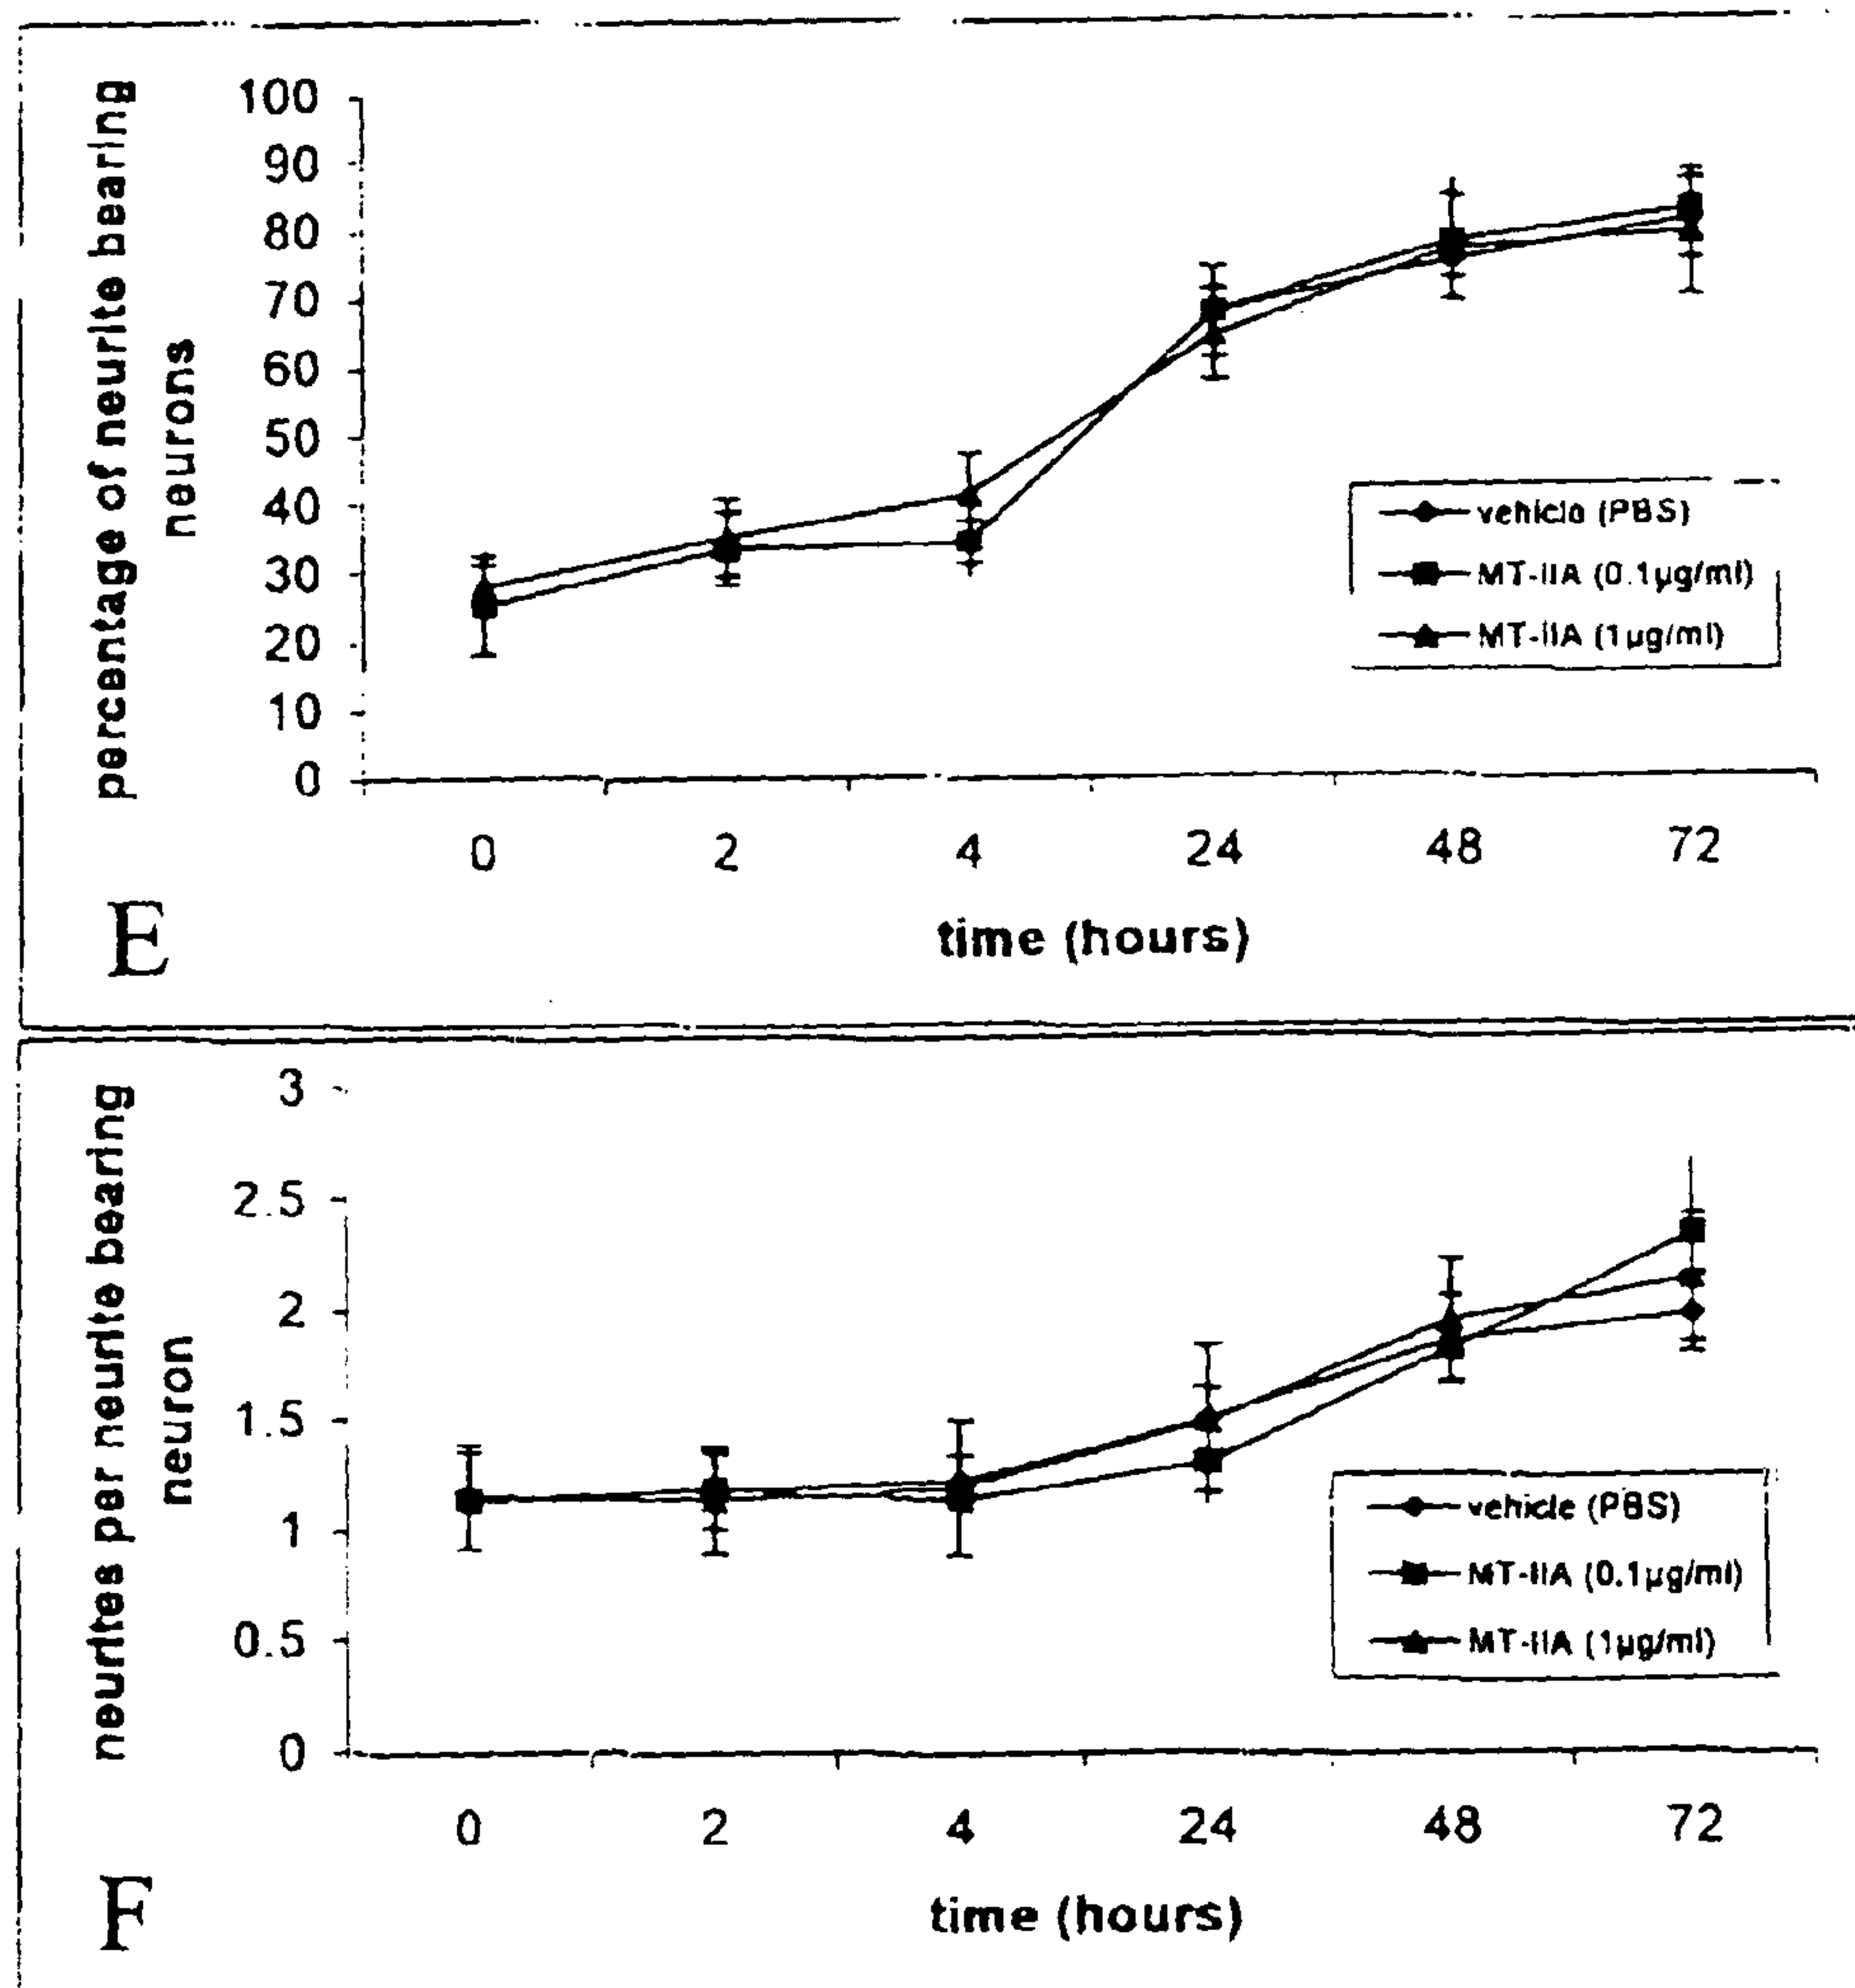 percentage of neurite bearing
neurons
100
90
80
70
60
50
40
30
20
10
0
vehicle (PBS)
MT-IIA (0.1µg/ml)
MT-IIA (1µg/ml)
0 2 4 24 48 72
time (hours)
E
neurites per neurite bearing
neuron
3
2.5
2
1.5
1
0.5
0
vehicle (PBS)
MT-IIA (0.1µg/ml)
MT-IIA (1µg/ml)
0 2 4 24 48 72
time (hours)
F